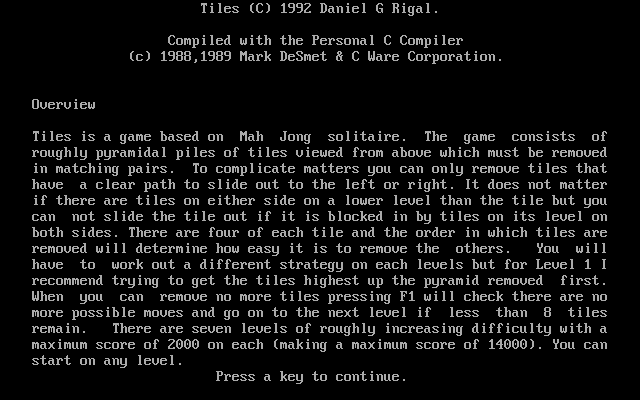 Tiles (C) 1992 Daniel G Rigal.
Compiled with the Personal C Compiler
(c) 1988,1989 Mark DeSmet & C Ware Corporation.
Overview
Tiles is a game based on  Mah  Jong  solitaire.  The  game  consists  of
roughly pyramidal piles of tiles viewed from above which must be removed
in matching pairs.  To complicate matters you can only remove tiles that
have  a clear path to slide out to the left or right. It does not matter
if there are tiles on either side on a lower level than the tile but you
can  not slide the tile out if it is blocked in by tiles on its level on
both sides. There are four of each tile and the order in which tiles are
removed will determine how easy it is to remove the  others.   You  will
have  to  work out a different strategy on each levels but for Level 1 I
recommend trying to get the tiles highest up the pyramid removed  first.
When  you  can  remove no more tiles pressing F1 will check there are no
more possible moves and go on to the next level if  less  than  8  tiles
remain.   There are seven levels of roughly increasing difficulty with a
maximum score of 2000 on each (making a maximum score of 14000). You can
start on any level.
Press a key to continue.